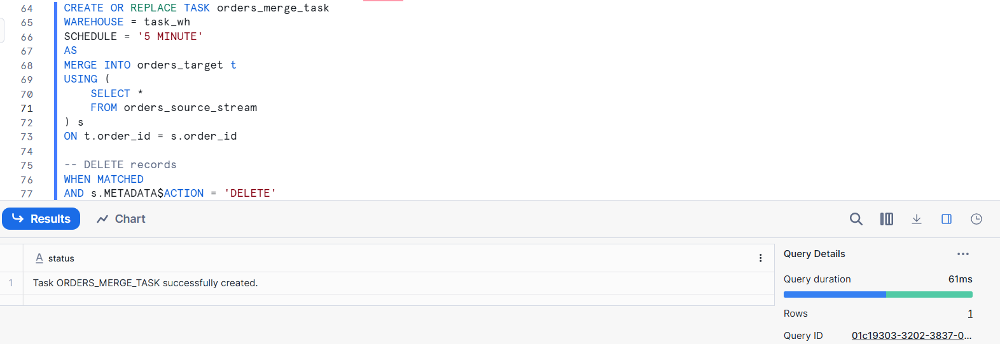 64 CREATE OR REPLACE TASK orders_merge_task
65 WAREHOUSE = task_wh
66 SCHEDULE = '5 MINUTE'
67 AS
68 MERGE INTO orders_target t
69 USING (
70 SELECT *
71 FROM orders_source_stream
72 ) s
73 ON t.order_id = s.order_id
74
75 -- DELETE records
76 WHEN MATCHED
77 AND s.METADATA$ACTION = 'DELETE'
Results Chart
A status
1 Task ORDERS_MERGE_TASK successfully created.
Query Details
Query duration 61ms
Rows 1
Query ID 01c19303-3202-3837-0...